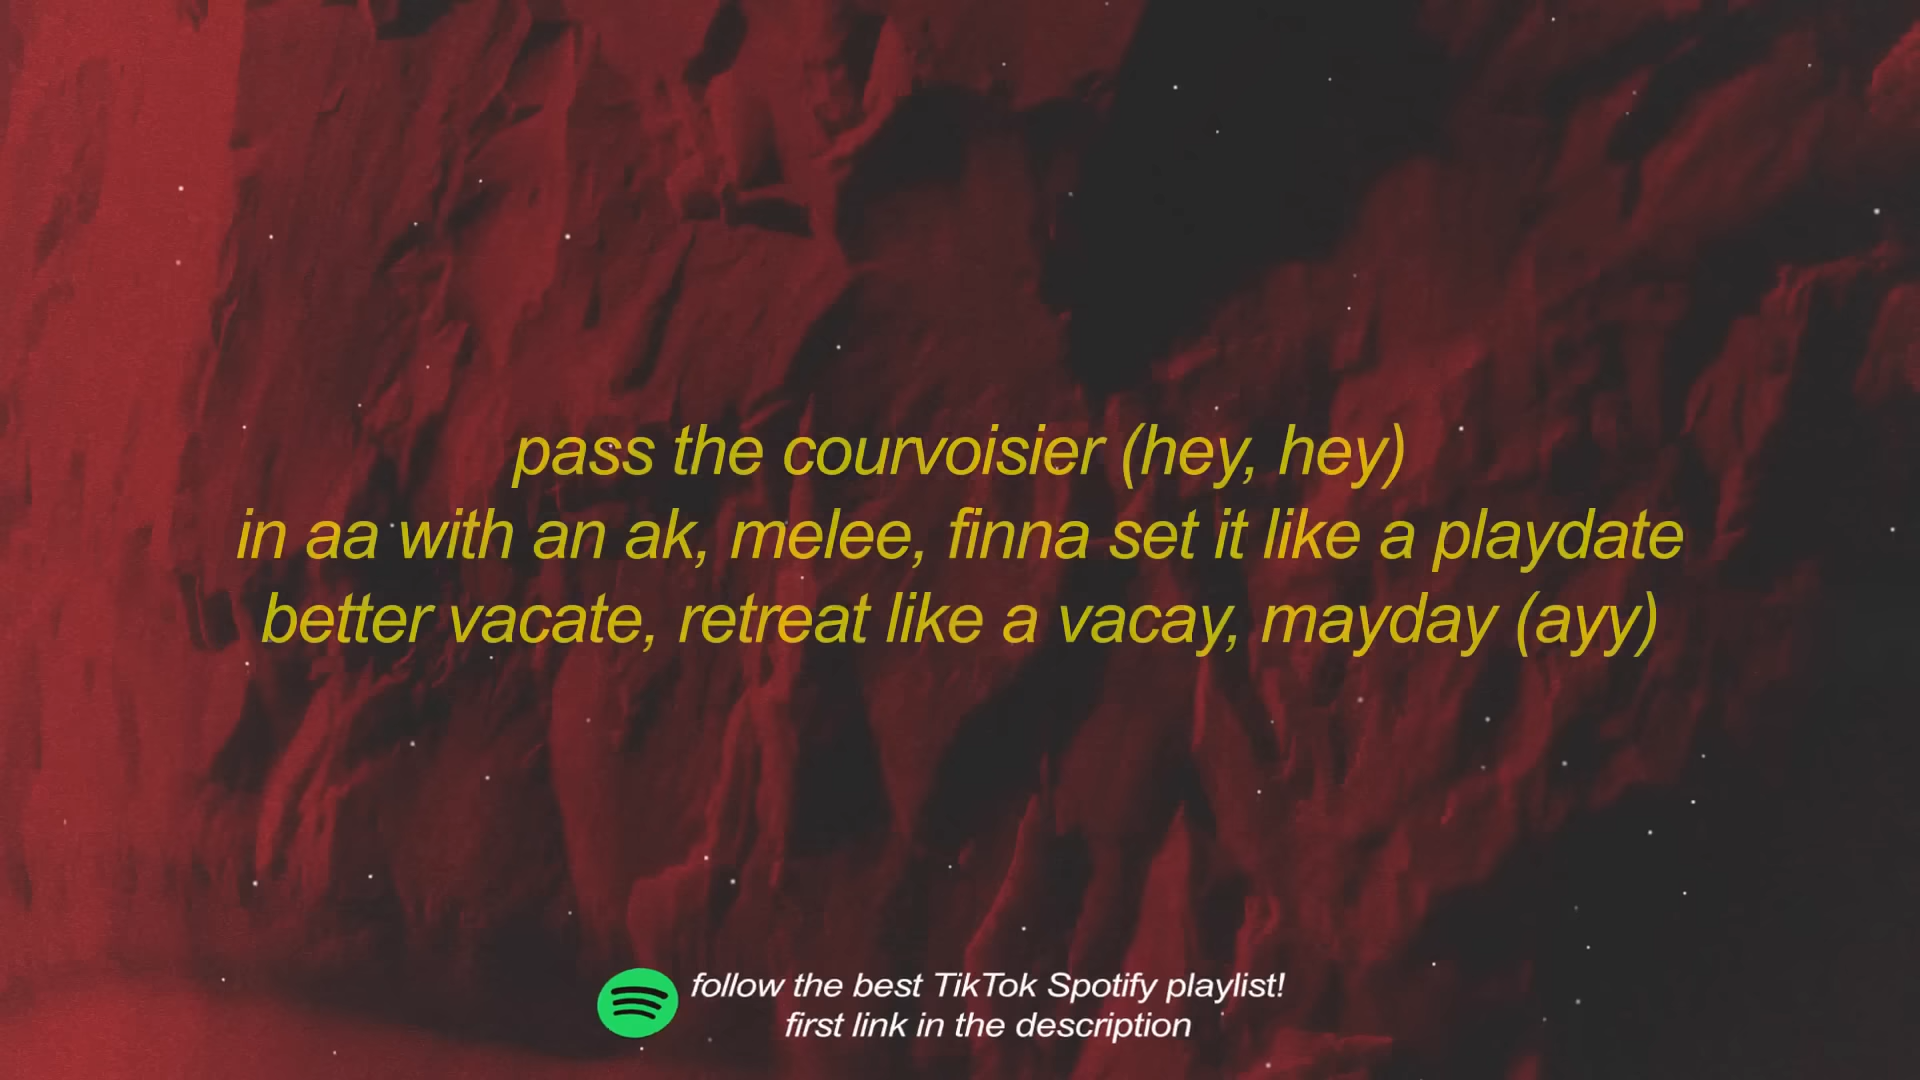 pass the courvoisier (hey, hey)
in aa with an ak, melee, finna set it like a playdate
better vacate, retreat like a vacay, mayday (ayy)
follow the best TikTok Spotify playlist!
first link in the description